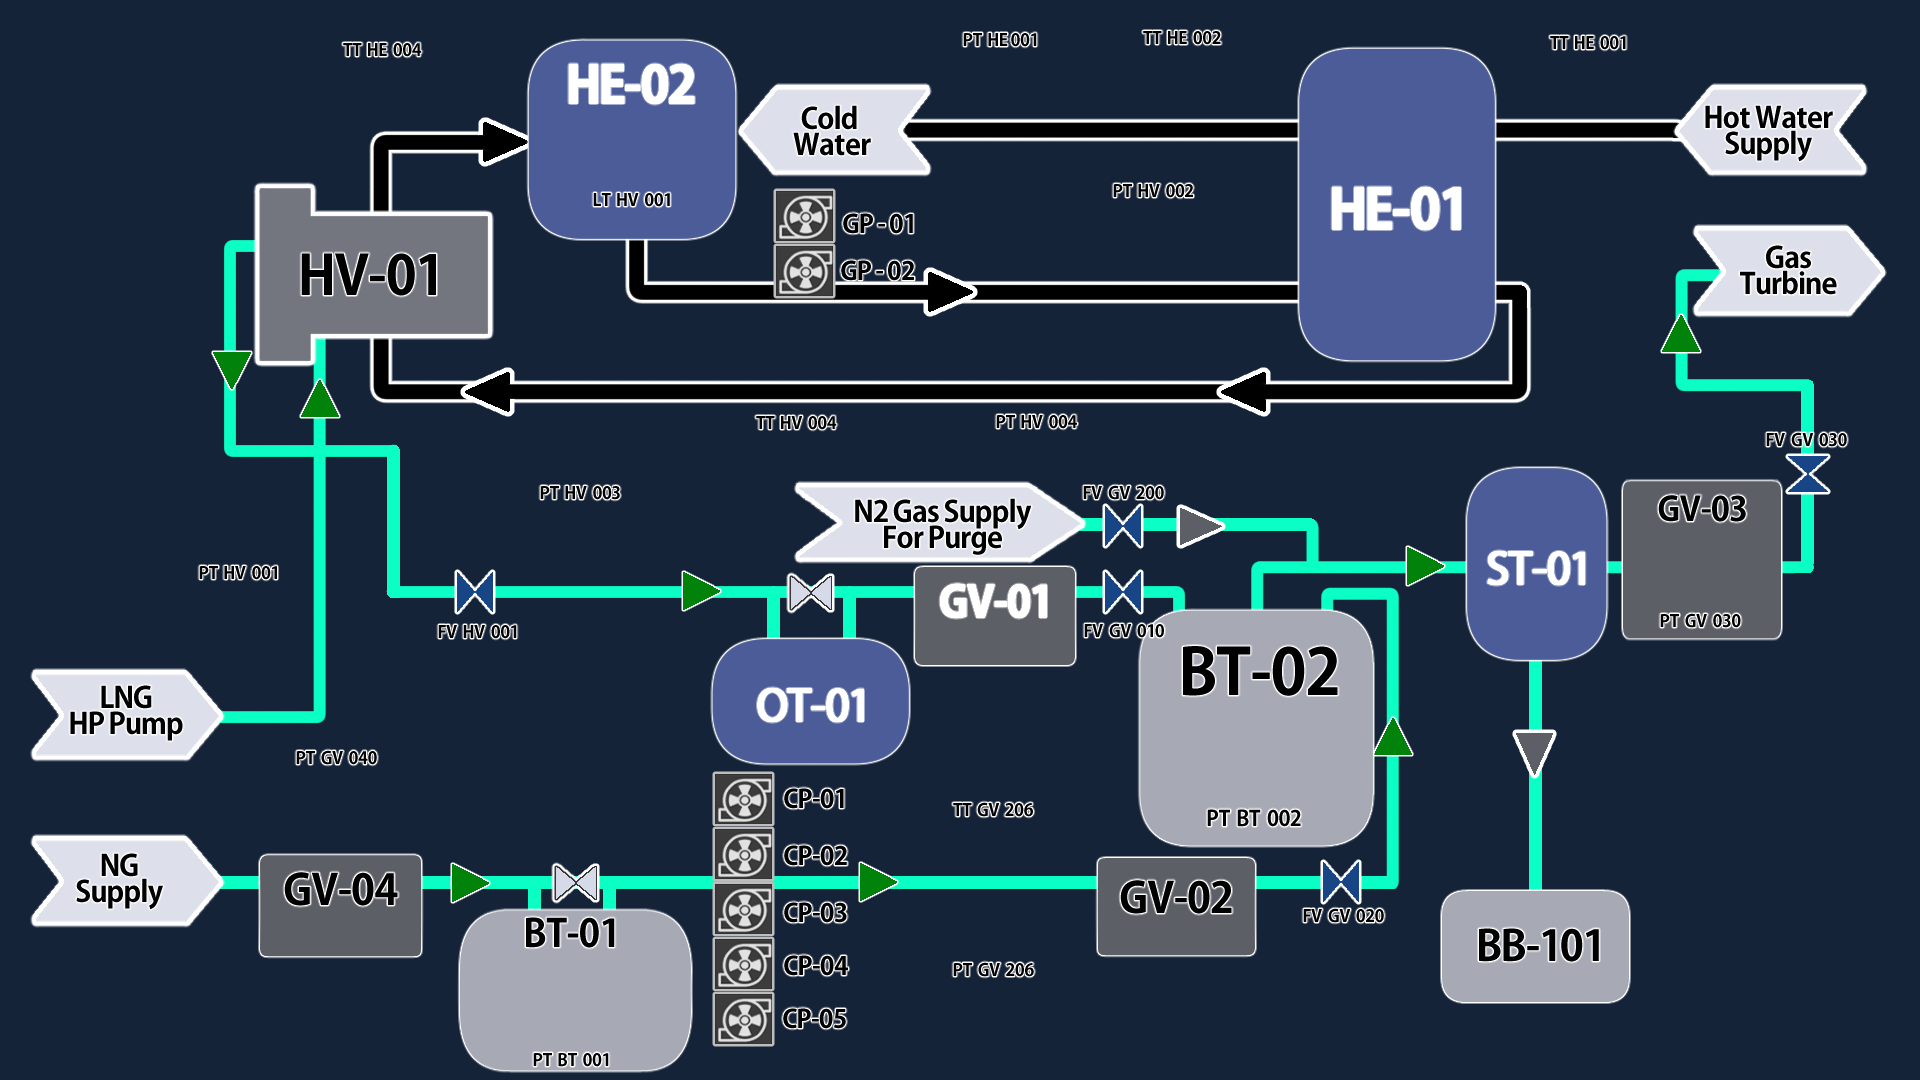 TT HE 004
HE-02
PT HE 001
TT HE 002
TT HE 001
Cold
Water
Hot Water
Supply
LT HV 001
PT HV 002
HE-01
GP - 01
GP - 02
HV-01
Gas
Turbine
TT HV 004
PT HV 004
FV GV 030
PT HV 003
N2 Gas Supply
For Purge
FV GV 200
GV-03
PT HV 001
ST-01
GV-01
FV HV 001
FV GV 010
PT GV 030
BT-02
LNG
HP Pump
OT-01
PT GV 040
CP-01
TT GV 206
PT BT 002
NG
Supply
GV-04
CP-02
GV-02
FV GV 020
BT-01
CP-03
BB-101
CP-04
PT GV 206
CP-05
PT BT 001